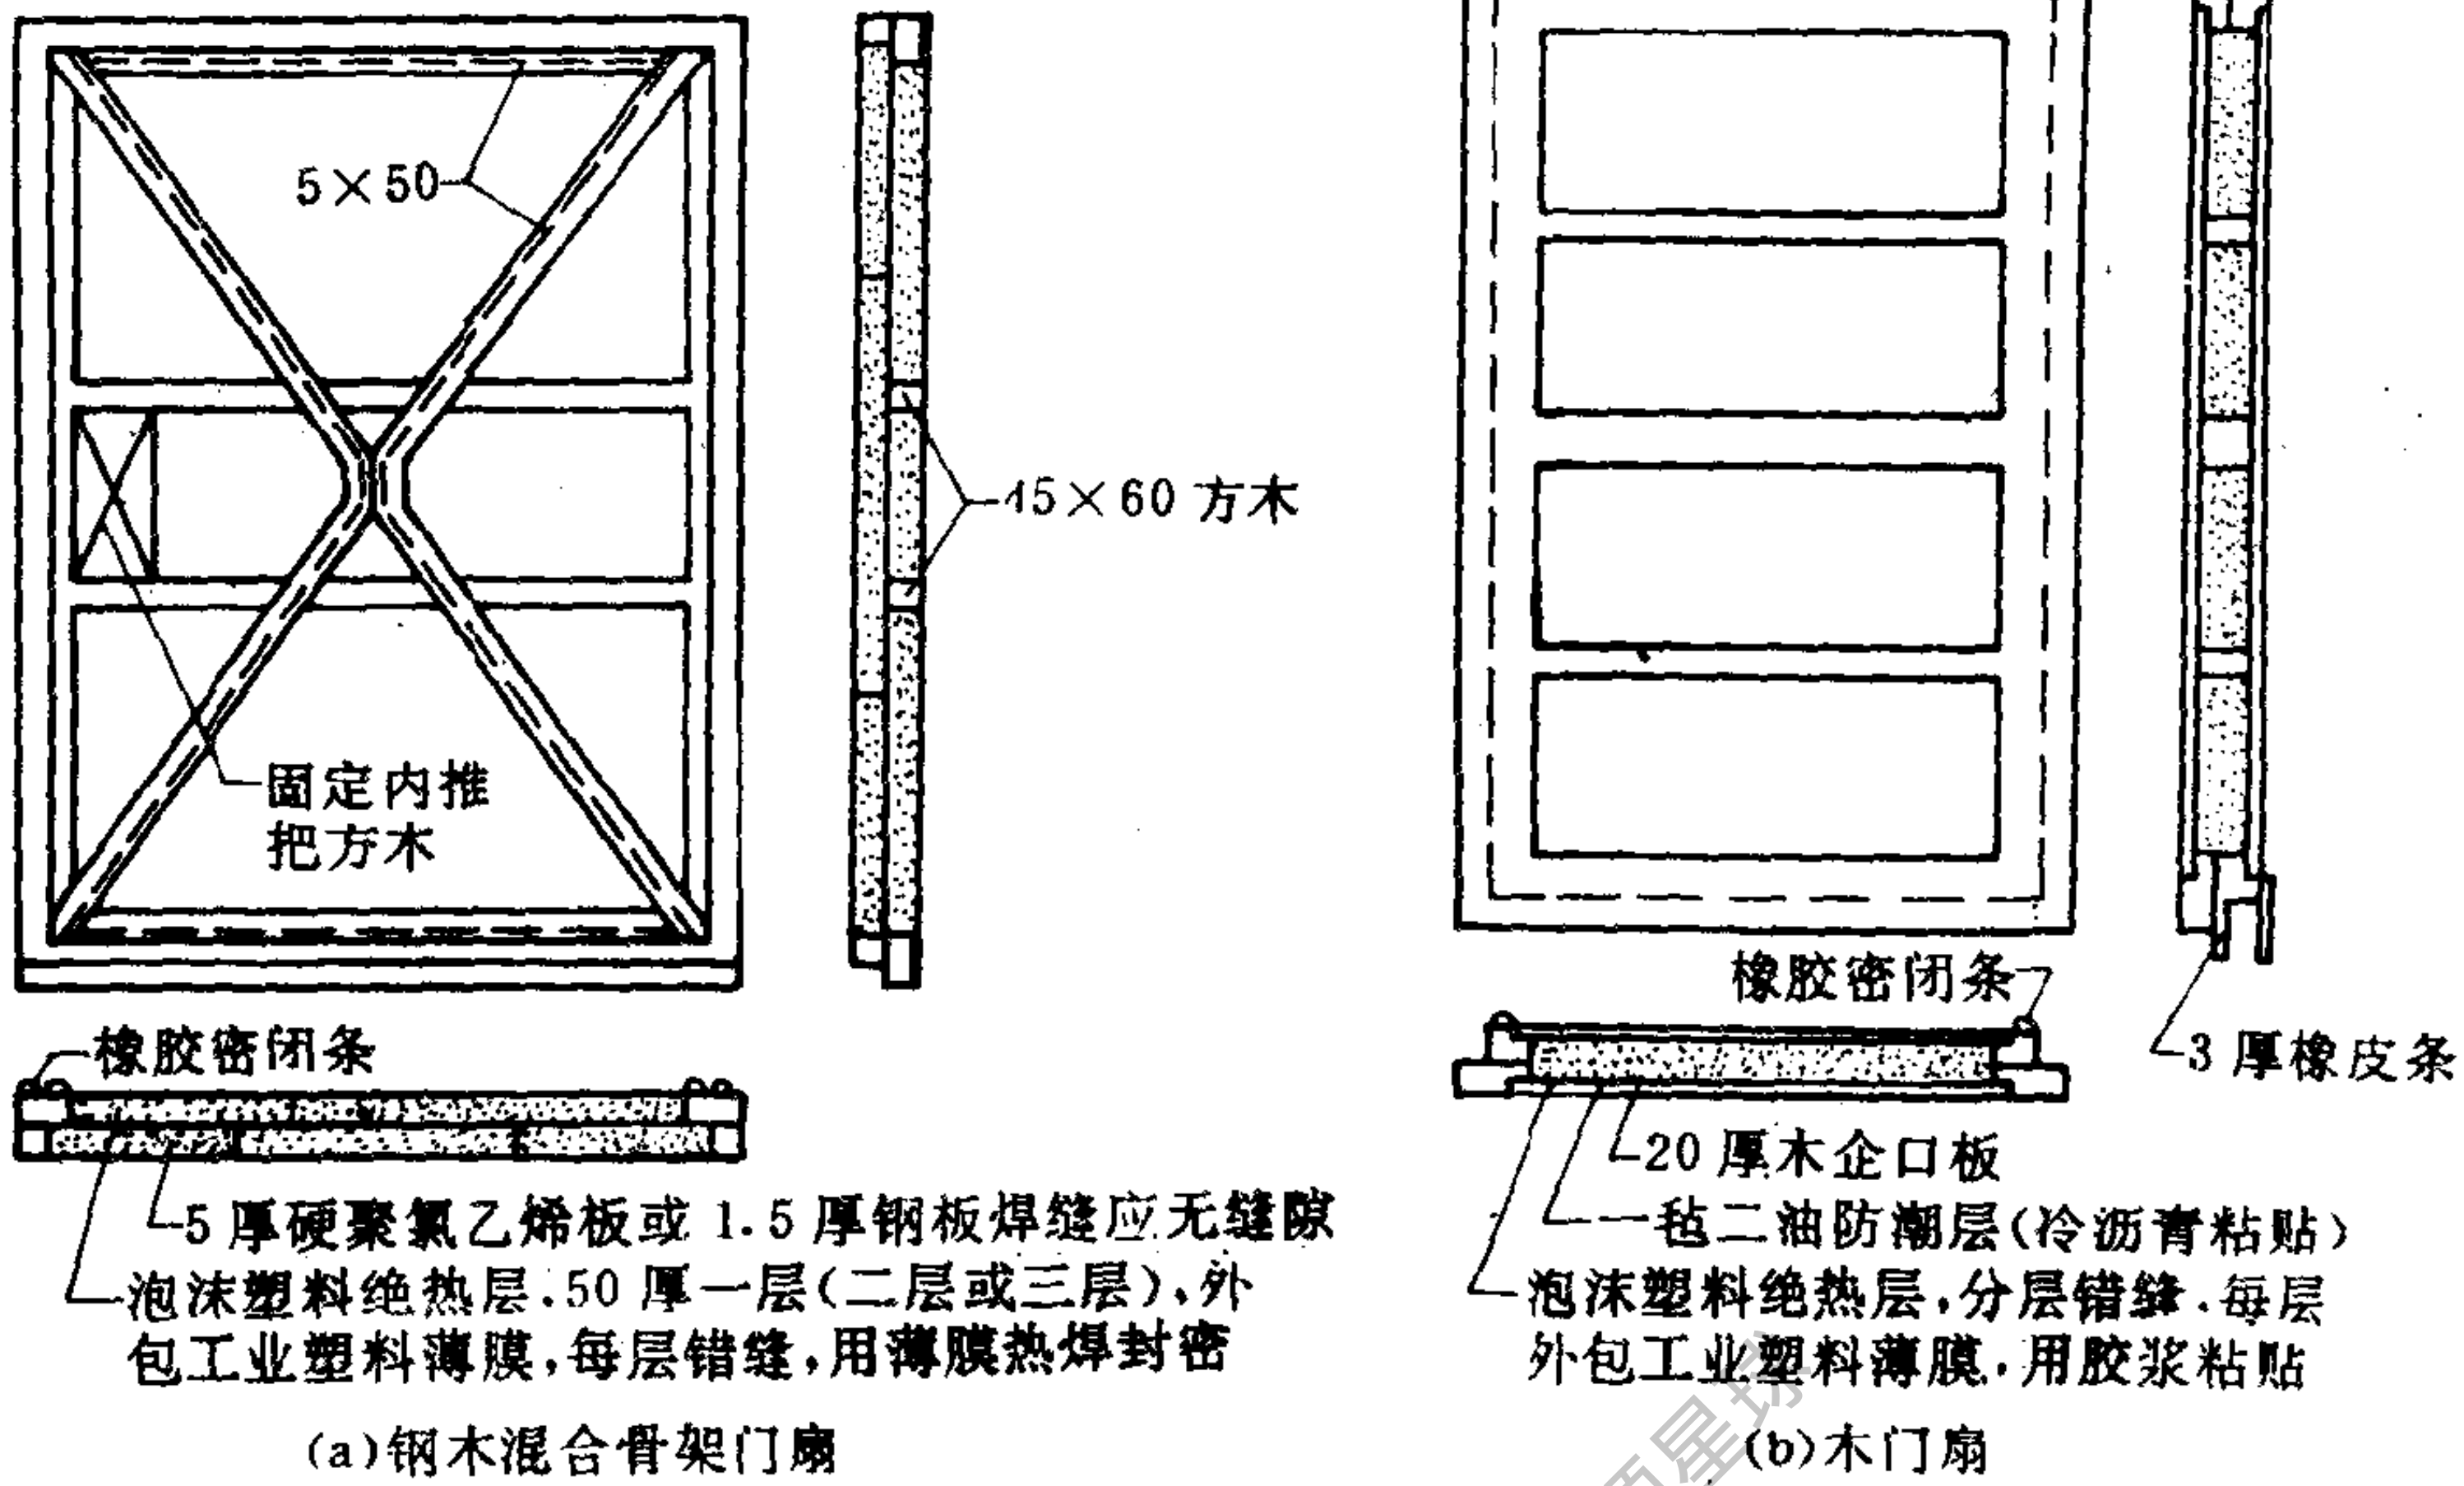 5×50
45×60 方木
固定内推
把方木
橡胶密闭条
5 厚硬聚氯乙烯板或 1.5 厚钢板焊缝应无缝隙
泡沫塑料绝热层.50 厚一层(二层或三层)、外
包工业塑料薄膜,每层错缝,用薄膜热焊封密
(a)钢木混合骨架门扇
橡胶密闭条
3 厚橡皮条
20 厚木企口板
一毡二油防潮层(冷沥青粘贴)
泡沫塑料绝热层,分层错缝.每层
外包工业塑料薄膜.用胶浆粘贴
(b)木门扇
星球